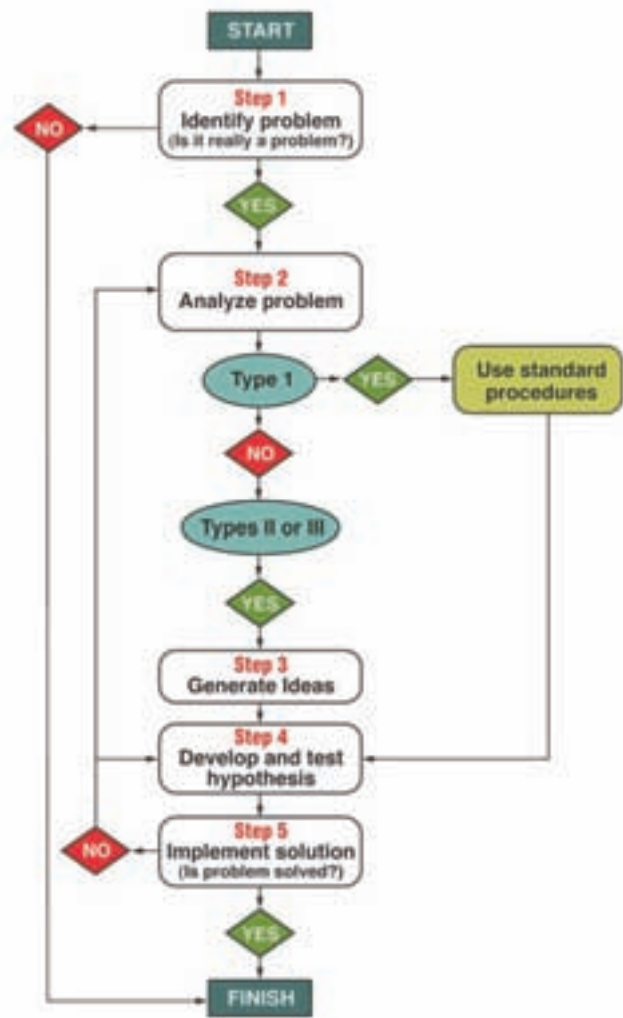 START
Step 1
Identify problem
(Is it really a problem?)
NO
YES
Step 2
Analyze problem
Type 1
YES
Use standard
procedures
NO
Types II or III
YES
Step 3
Generate Ideas
Step 4
Develop and test
hypothesis
Step 5
Implement solution
(Is problem solved?)
NO
YES
FINISH